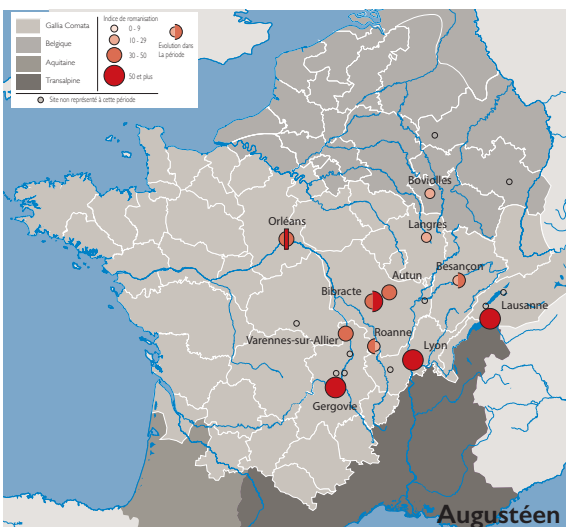 Gallia Comata
Belgique
Aquitaine
Transalpine
Indice de romanisation
0 - 9
10 - 29
30 - 50
50 et plus
Evolution dans
La période
Site non représenté à cette période
Boviolles
Langres
Orléans
Besançon
Autun
Bibracte
Lausanne
Varennes-sur-Allier
Roanne
Lyon
Gergovie
Augustéen